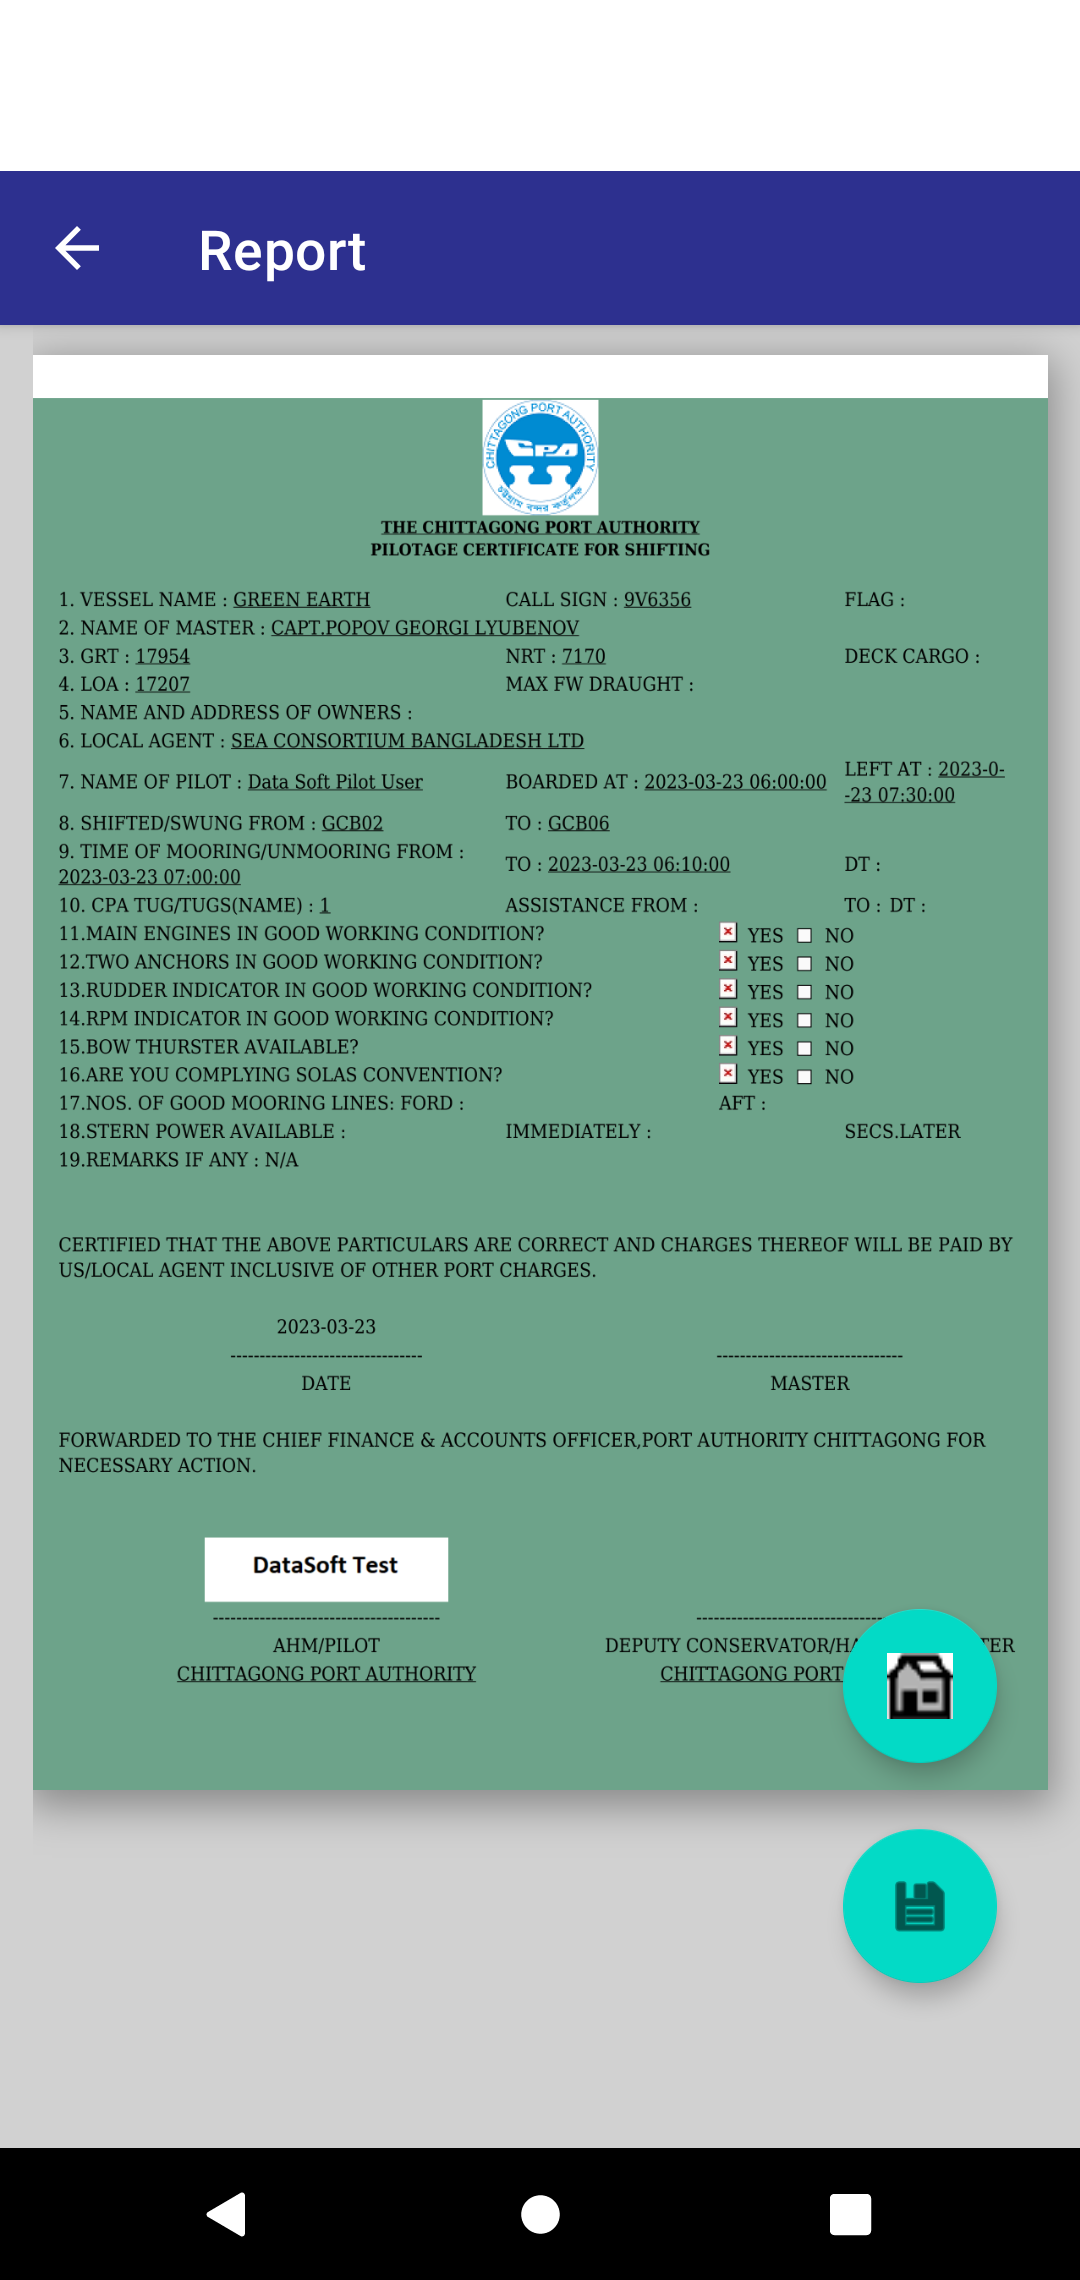 Report
CHITTAGONG PORT AUTHORITY
CPA
চট্টগ্রাম বন্দর কর্তৃপক্ষ
THE CHITTAGONG PORT AUTHORITY
PILOTAGE CERTIFICATE FOR SHIFTING
1. VESSEL NAME : GREEN EARTH CALL SIGN : 9V6356 FLAG :
2. NAME OF MASTER : CAPT.POPOV GEORGI LYUBENOV
3. GRT : 17954 NRT : 7170 DECK CARGO :
4. LOA : 17207 MAX FW DRAUGHT :
5. NAME AND ADDRESS OF OWNERS :
6. LOCAL AGENT : SEA CONSORTIUM BANGLADESH LTD
7. NAME OF PILOT : Data Soft Pilot User BOARDED AT : 2023-03-23 06:00:00 LEFT AT : 2023-0-
-23 07:30:00
8. SHIFTED/SWUNG FROM : GCB02 TO : GCB06
9. TIME OF MOORING/UNMOORING FROM :
2023-03-23 07:00:00 TO : 2023-03-23 06:10:00 DT :
10. CPA TUG/TUGS(NAME) : 1 ASSISTANCE FROM : TO : DT :
11.MAIN ENGINES IN GOOD WORKING CONDITION? YES NO
12.TWO ANCHORS IN GOOD WORKING CONDITION? YES NO
13.RUDDER INDICATOR IN GOOD WORKING CONDITION? YES NO
14.RPM INDICATOR IN GOOD WORKING CONDITION? YES NO
15.BOW THURSTER AVAILABLE? YES NO
16.ARE YOU COMPLYING SOLAS CONVENTION? YES NO
17.NOS. OF GOOD MOORING LINES: FORD : AFT :
18.STERN POWER AVAILABLE : IMMEDIATELY : SECS.LATER
19.REMARKS IF ANY : N/A
CERTIFIED THAT THE ABOVE PARTICULARS ARE CORRECT AND CHARGES THEREOF WILL BE PAID BY
US/LOCAL AGENT INCLUSIVE OF OTHER PORT CHARGES.
2023-03-23
--------------------------------- --------------------------------
DATE MASTER
FORWARDED TO THE CHIEF FINANCE & ACCOUNTS OFFICER,PORT AUTHORITY CHITTAGONG FOR
NECESSARY ACTION.
DataSoft Test
--------------------------------------- --------------------------------
AHM/PILOT DEPUTY CONSERVATOR/HA TER
CHITTAGONG PORT AUTHORITY CHITTAGONG PORT